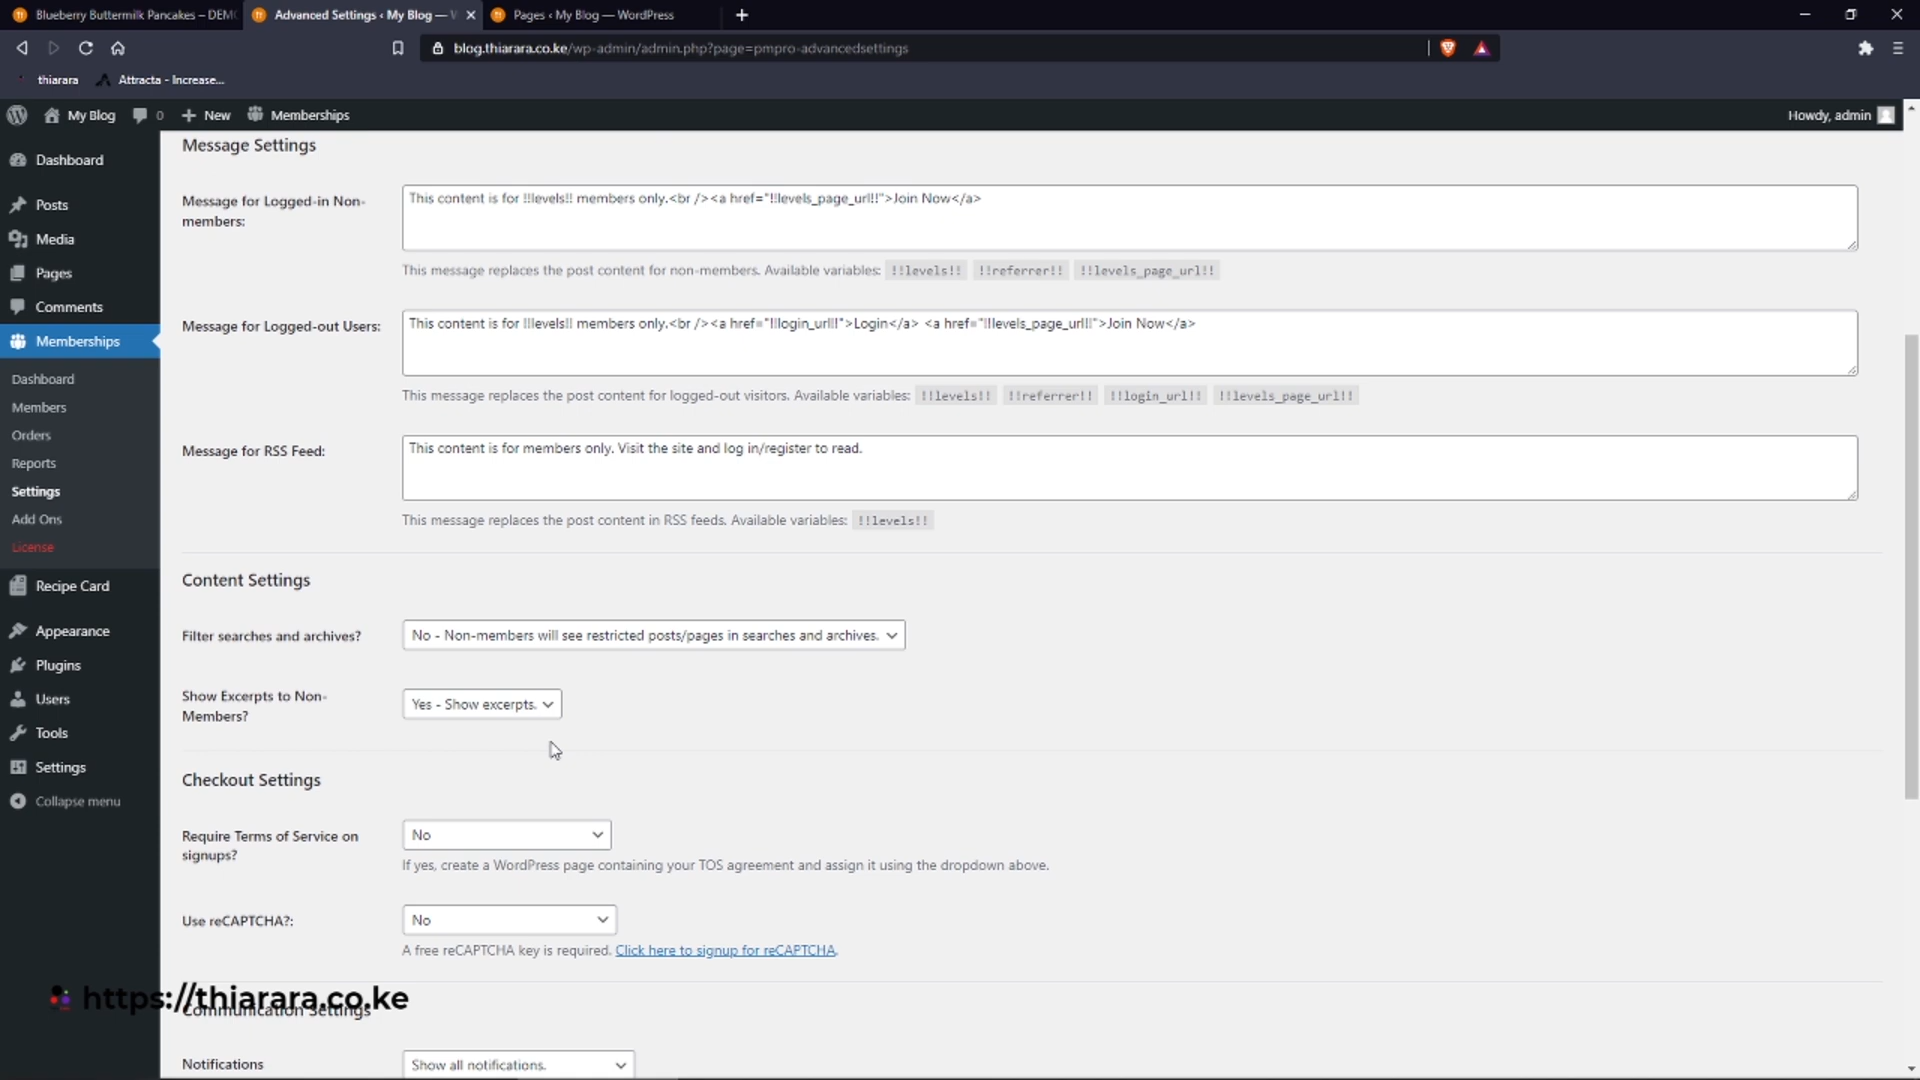 Blueberry Buttermilk Pancakes – DEM
Advanced Settings ‹ My Blog — W
Pages ‹ My Blog — WordPress
blog.thiarara.co.ke/wp-admin/admin.php?page=pmpro-advancedsettings
thiarara
Attracta - Increase...
My Blog
0
New
Memberships
Howdy, admin
Dashboard
Posts
Media
Pages
Comments
Memberships
Dashboard
Members
Orders
Reports
Settings
Add Ons
License
Recipe Card
Appearance
Plugins
Users
Tools
Settings
Collapse menu
Message Settings
Message for Logged-in Non-
members:
This content is for !!levels!! members only.<br /><a href="!!levels_page_url!!">Join Now</a>
This message replaces the post content for non-members. Available variables: !!levels!! !!referrer!! !!levels_page_url!!
Message for Logged-out Users:
This content is for !!levels!! members only.<br /><a href="!!login_url!!">Login</a> <a href="!!levels_page_url!!">Join Now</a>
This message replaces the post content for logged-out visitors. Available variables: !!levels!! !!referrer!! !!login_url!! !!levels_page_url!!
Message for RSS Feed:
This content is for members only. Visit the site and log in/register to read.
This message replaces the post content in RSS feeds. Available variables: !!levels!!
Content Settings
Filter searches and archives?
No - Non-members will see restricted posts/pages in searches and archives.
Show Excerpts to Non-
Members?
Yes - Show excerpts.
Checkout Settings
Require Terms of Service on
signups?
No
If yes, create a WordPress page containing your TOS agreement and assign it using the dropdown above.
Use reCAPTCHA?:
No
A free reCAPTCHA key is required. Click here to signup for reCAPTCHA.
https://thiarara.co.ke
Communication Settings
Notifications
Show all notifications.